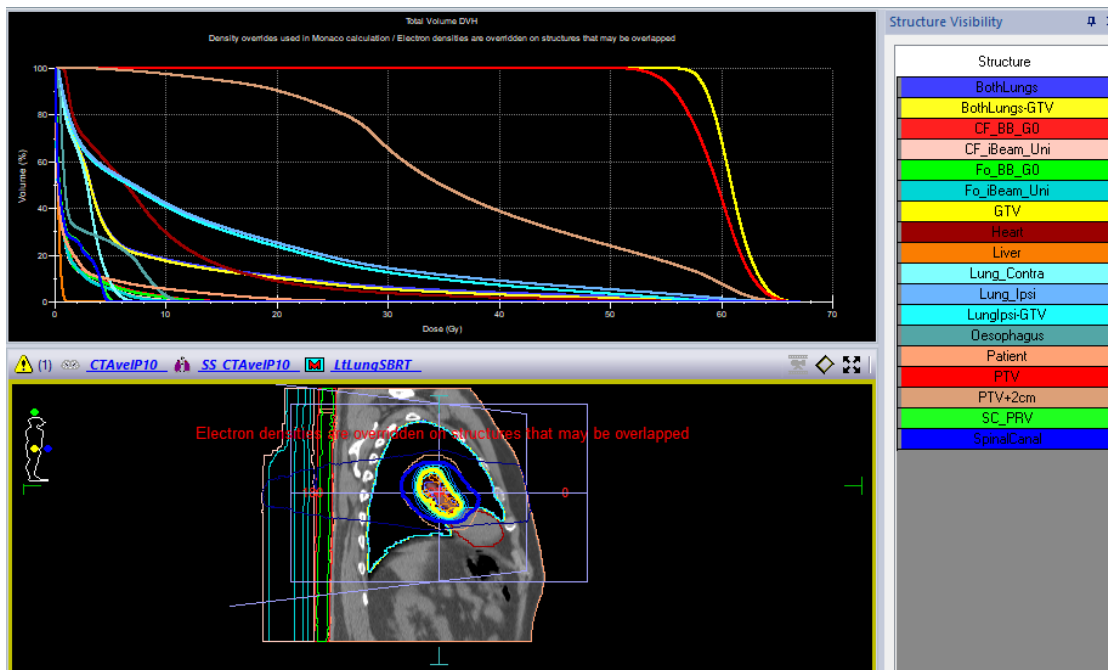 Total Volume DVH
Density overrides used in Monaco calculation / Electron densities are overridden on structures that may be overlapped
100
80
60
40
20
0
Volume (%)
0 10 20 30 40 50 60 70
Dose (Gy)
(1) CTAveIP10 SS_CTAveIP10 LtLungSBRT
Electron densities are overridden on structures that may be overlapped
0
Structure Visibility
Structure
BothLungs
BothLungs-GTV
CF_BB_G0
CF_iBeam_Uni
Fo_BB_G0
Fo_iBeam_Uni
GTV
Heart
Liver
Lung_Contra
Lung_Ipsi
LungIpsi-GTV
Oesophagus
Patient
PTV
PTV+2cm
SC_PRV
SpinalCanal